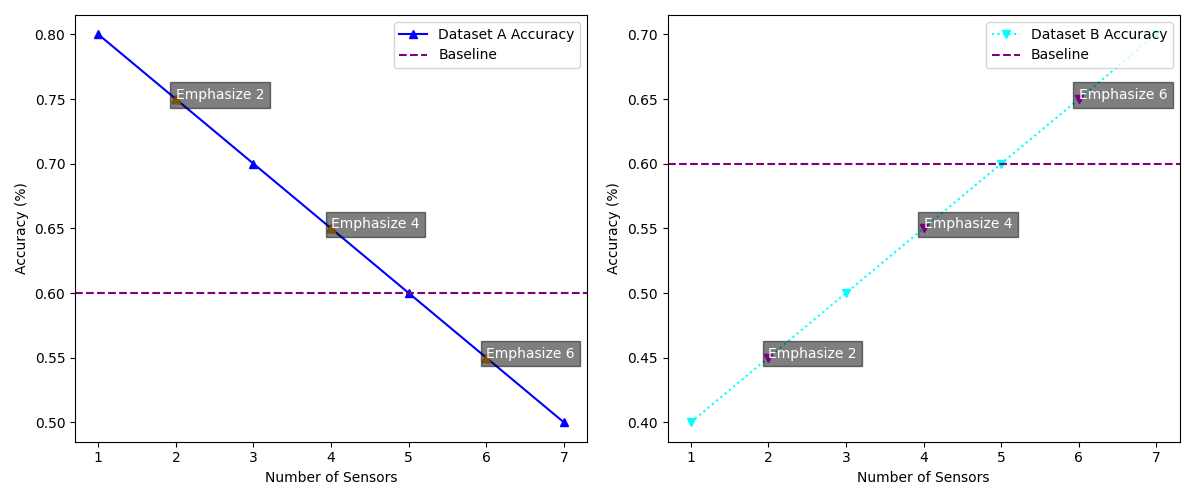 Dataset A Accuracy
Baseline
Emphasize 2
Emphasize 4
Emphasize 6
Accuracy (%)
0.80
0.75
0.70
0.65
0.60
0.55
0.50
1 2 3 4 5 6 7
Number of Sensors
Dataset B Accuracy
Baseline
Emphasize 6
Emphasize 4
Emphasize 2
Accuracy (%)
0.70
0.65
0.60
0.55
0.50
0.45
0.40
1 2 3 4 5 6 7
Number of Sensors